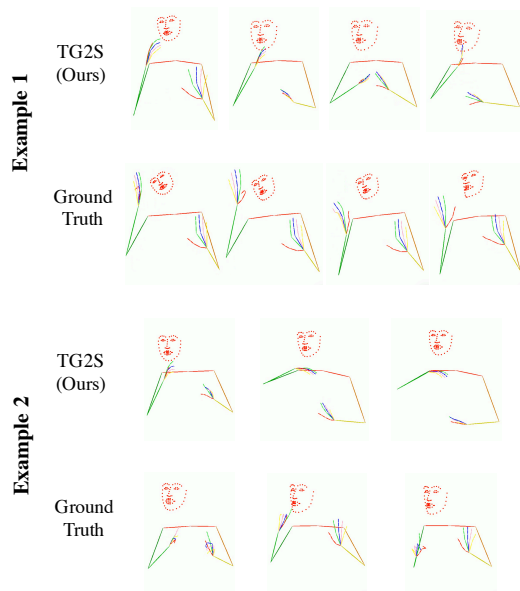 Example 1
TG2S
(Ours)
Ground
Truth
Example 2
TG2S
(Ours)
Ground
Truth